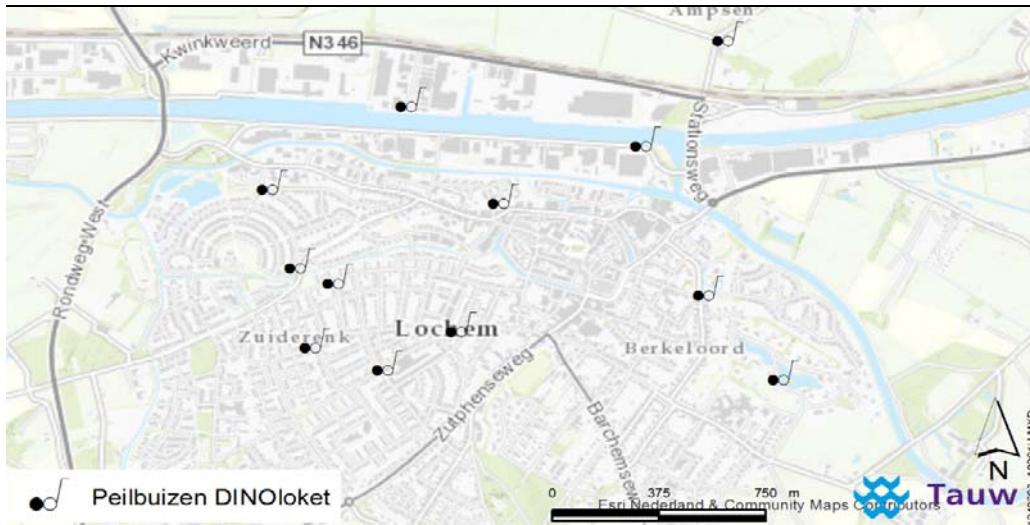 Ampsen
Kwinkweerd
N346
Stationsweg
Rondweg-West
Lochem
Zuiderenk
Berkeloord
Zutphenseweg
Barchemsew
N
Peilbuizen DINOloket
0 375 750 m
Esri Nederland & Community Maps Contributors
Tauw